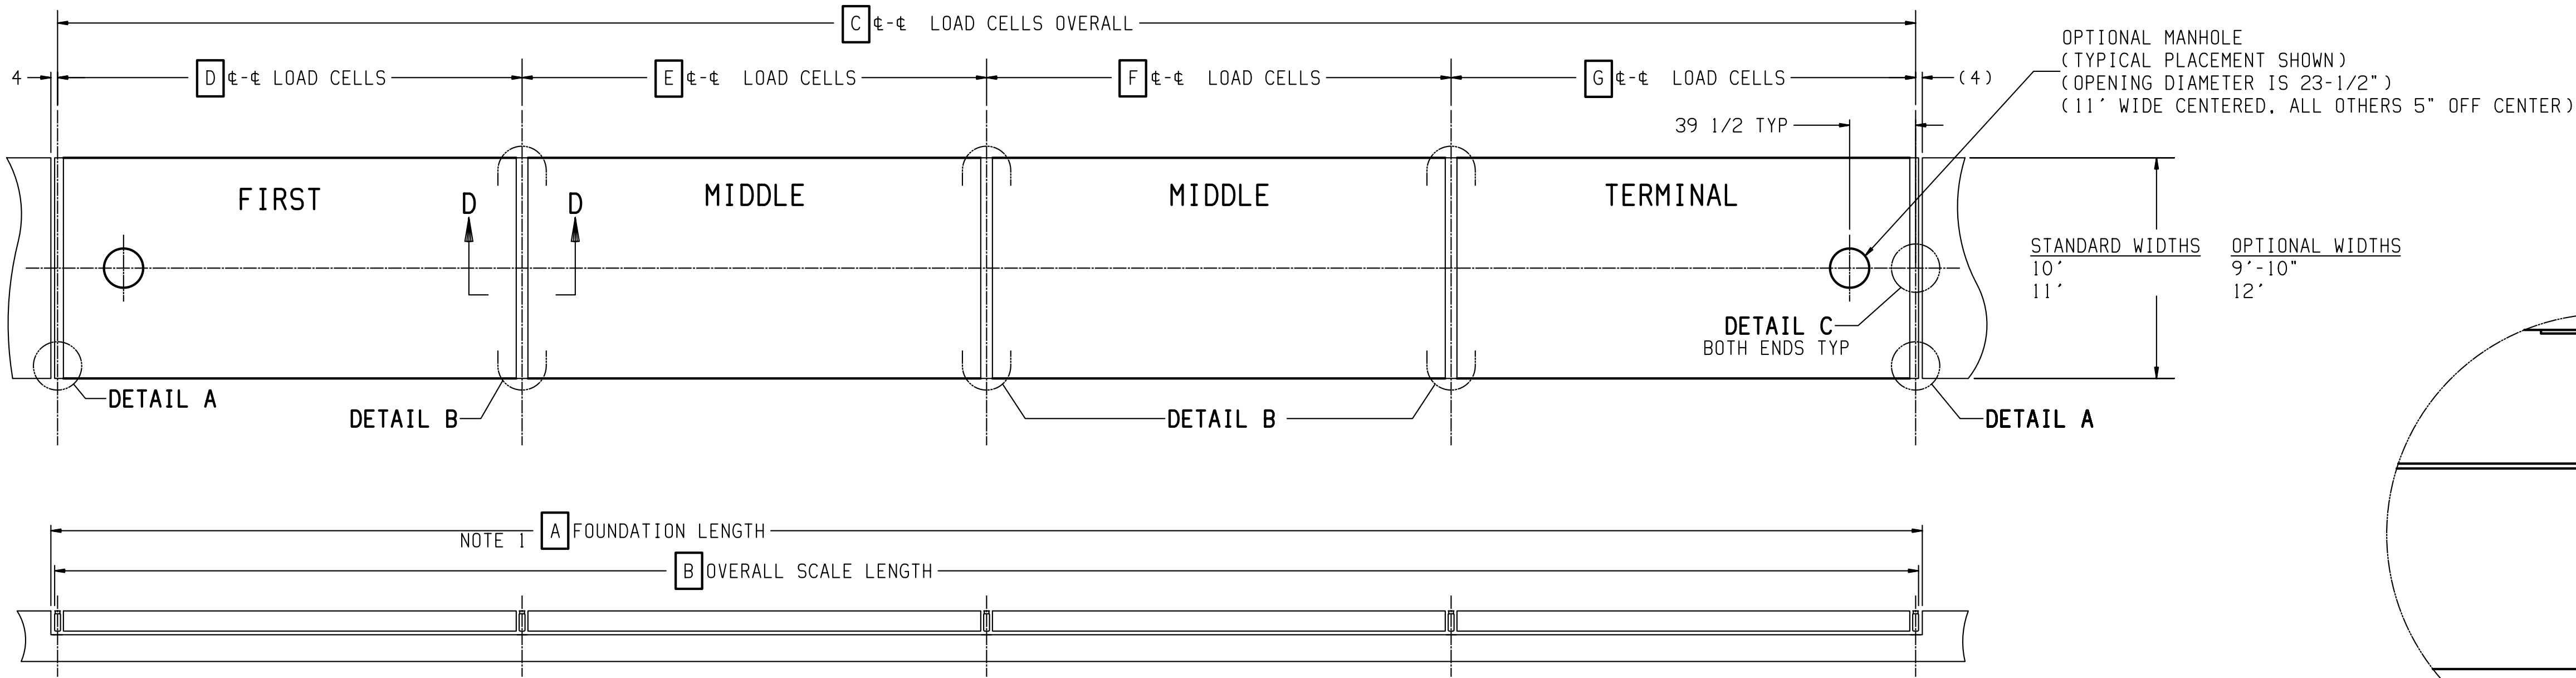 C ℄-℄ LOAD CELLS OVERALL
4
D ℄-℄ LOAD CELLS
E ℄-℄ LOAD CELLS
F ℄-℄ LOAD CELLS
G ℄-℄ LOAD CELLS
(4)
OPTIONAL MANHOLE
(TYPICAL PLACEMENT SHOWN)
(OPENING DIAMETER IS 23-1/2")
(11' WIDE CENTERED, ALL OTHERS 5" OFF CENTER)
39 1/2 TYP
FIRST
D
D
MIDDLE
MIDDLE
TERMINAL
STANDARD WIDTHS
10'
11'
OPTIONAL WIDTHS
9'-10"
12'
DETAIL C
BOTH ENDS TYP
DETAIL A
DETAIL B
DETAIL B
DETAIL A
NOTE 1
A FOUNDATION LENGTH
B OVERALL SCALE LENGTH